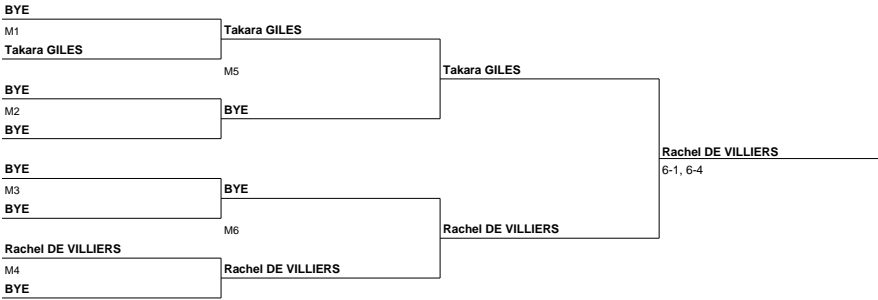 BYE
M1
Takara GILES
Takara GILES
M5
BYE
M2
BYE
BYE
Takara GILES
BYE
M3
BYE
BYE
M6
Rachel DE VILLIERS
M4
BYE
Rachel DE VILLIERS
Rachel DE VILLIERS
Rachel DE VILLIERS
6-1, 6-4